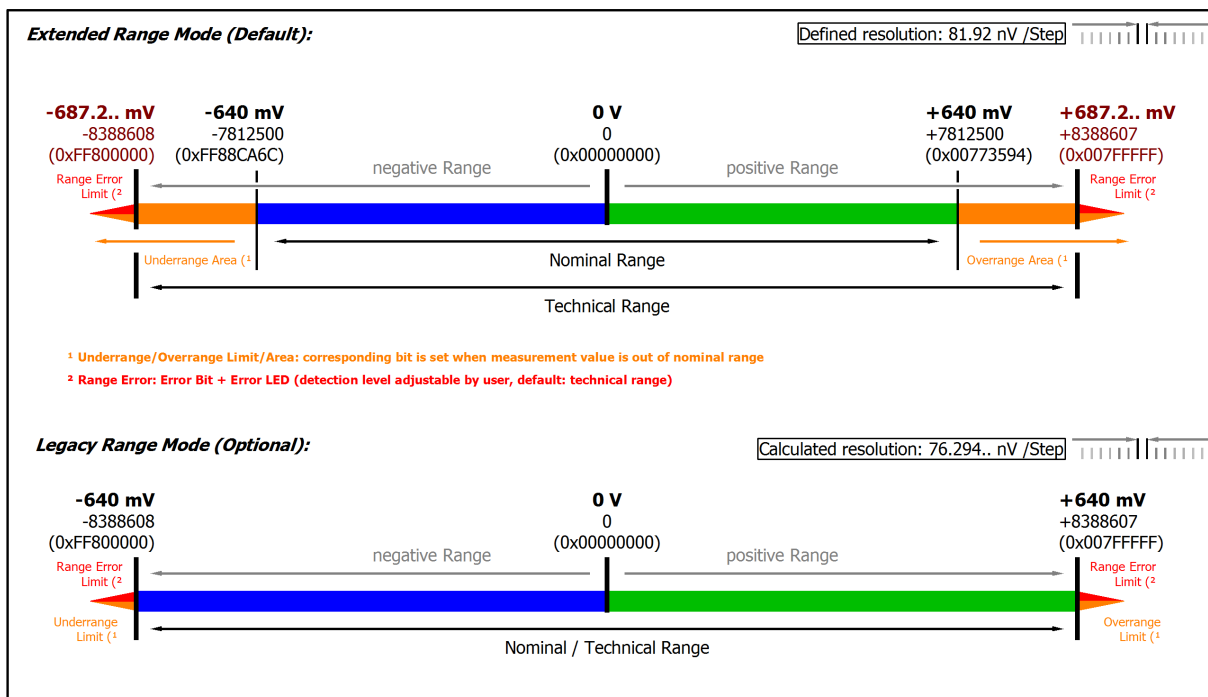 Extended Range Mode (Default):
Defined resolution: 81.92 nV /Step
-687.2.. mV
-8388608
(0xFF800000)
-640 mV
-7812500
(0xFF88CA6C)
0 V
0
(0x00000000)
+640 mV
+7812500
(0x00773594)
+687.2.. mV
+8388607
(0x007FFFFF)
negative Range
positive Range
Range Error
Limit (²
Range Error
Limit (²
Underrange Area (¹
Nominal Range
Overrange Area (¹
Technical Range
¹ Underrange/Overrange Limit/Area: corresponding bit is set when measurement value is out of nominal range
² Range Error: Error Bit + Error LED (detection level adjustable by user, default: technical range)
Legacy Range Mode (Optional):
Calculated resolution: 76.294.. nV /Step
-640 mV
-8388608
(0xFF800000)
0 V
0
(0x00000000)
+640 mV
+8388607
(0x007FFFFF)
negative Range
positive Range
Range Error
Limit (²
Range Error
Limit (²
Underrange
Limit (¹
Overrange
Limit (¹
Nominal / Technical Range